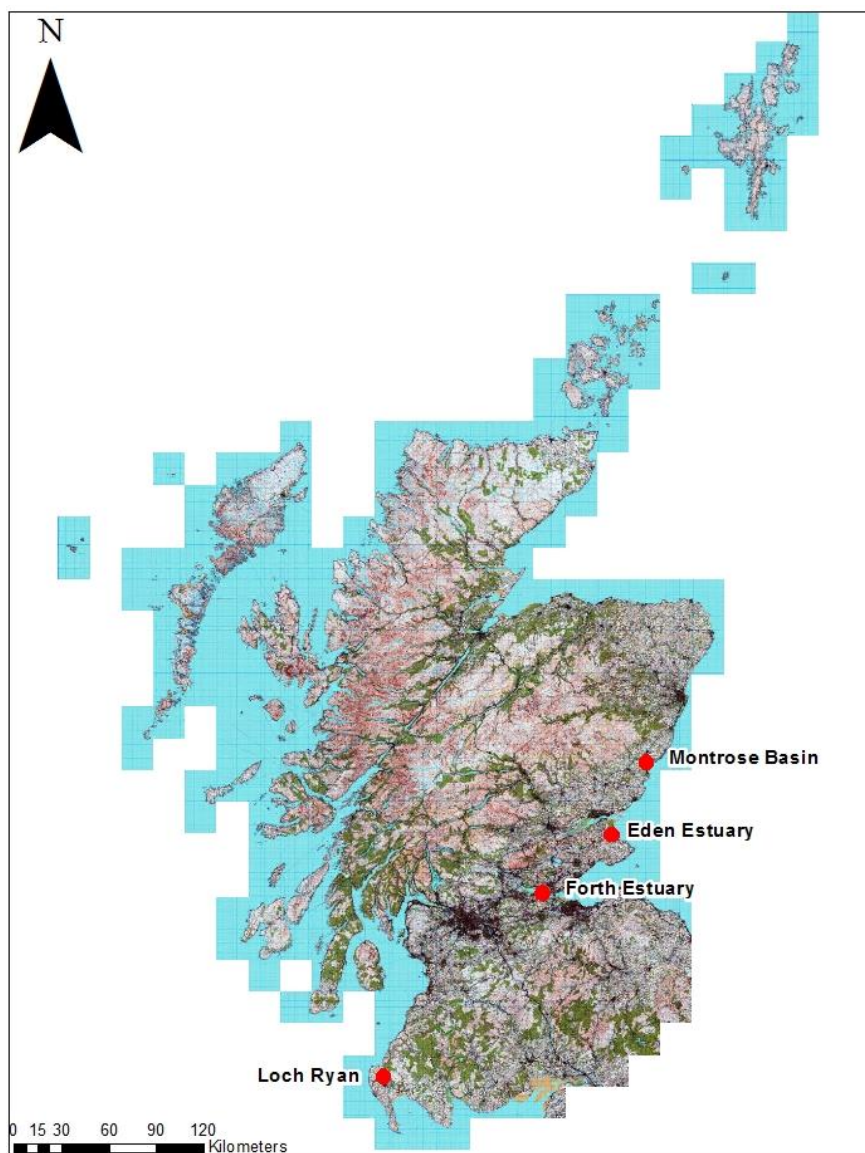 N
Montrose Basin
Eden Estuary
Forth Estuary
Loch Ryan
0 15 30 60 90 120
Kilometers